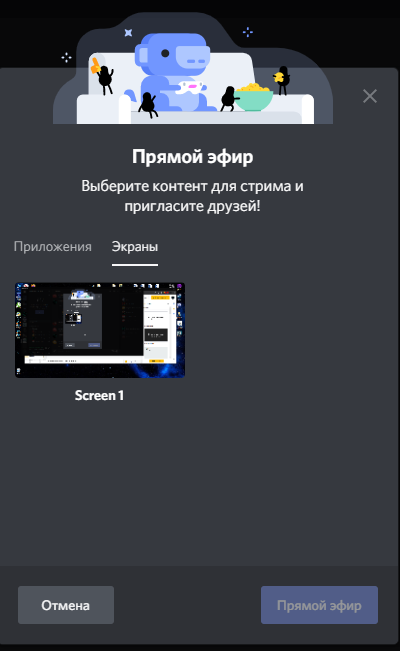 Прямой эфир
Выберите контент для стрима и
пригласите друзей!
Приложения Экраны
Screen 1
Отмена Прямой эфир